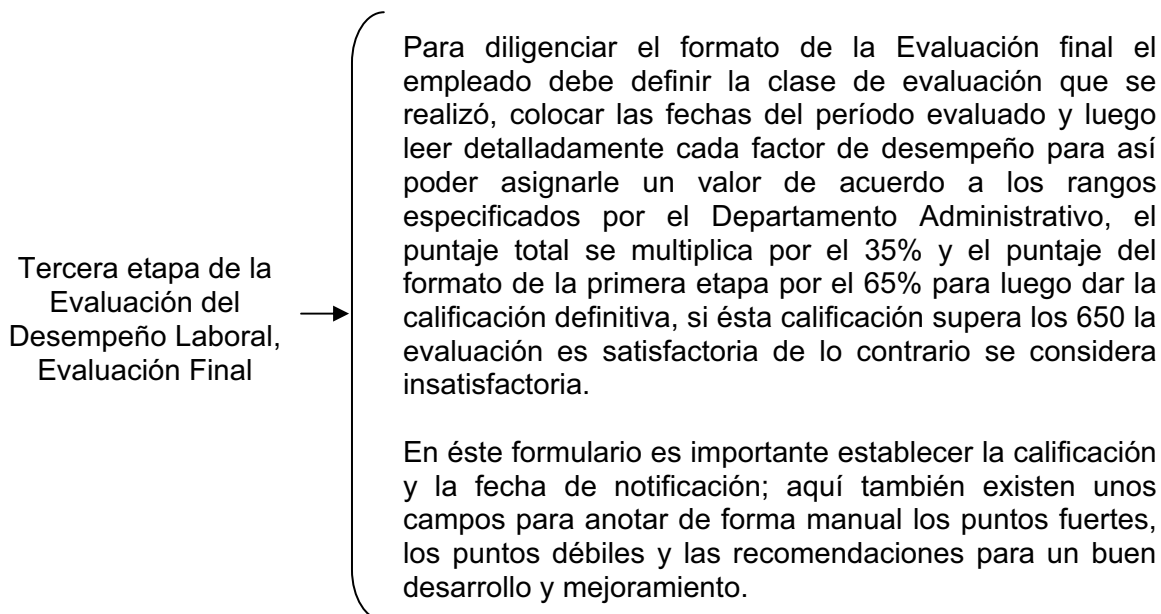 Tercera etapa de la
Evaluación del
Desempeño Laboral,
Evaluación Final
Para diligenciar el formato de la Evaluación final el
empleado debe definir la clase de evaluación que se
realizó, colocar las fechas del período evaluado y luego
leer detalladamente cada factor de desempeño para así
poder asignarle un valor de acuerdo a los rangos
especificados por el Departamento Administrativo, el
puntaje total se multiplica por el 35% y el puntaje del
formato de la primera etapa por el 65% para luego dar la
calificación definitiva, si ésta calificación supera los 650 la
evaluación es satisfactoria de lo contrario se considera
insatisfactoria.
En éste formulario es importante establecer la calificación
y la fecha de notificación; aquí también existen unos
campos para anotar de forma manual los puntos fuertes,
los puntos débiles y las recomendaciones para un buen
desarrollo y mejoramiento.